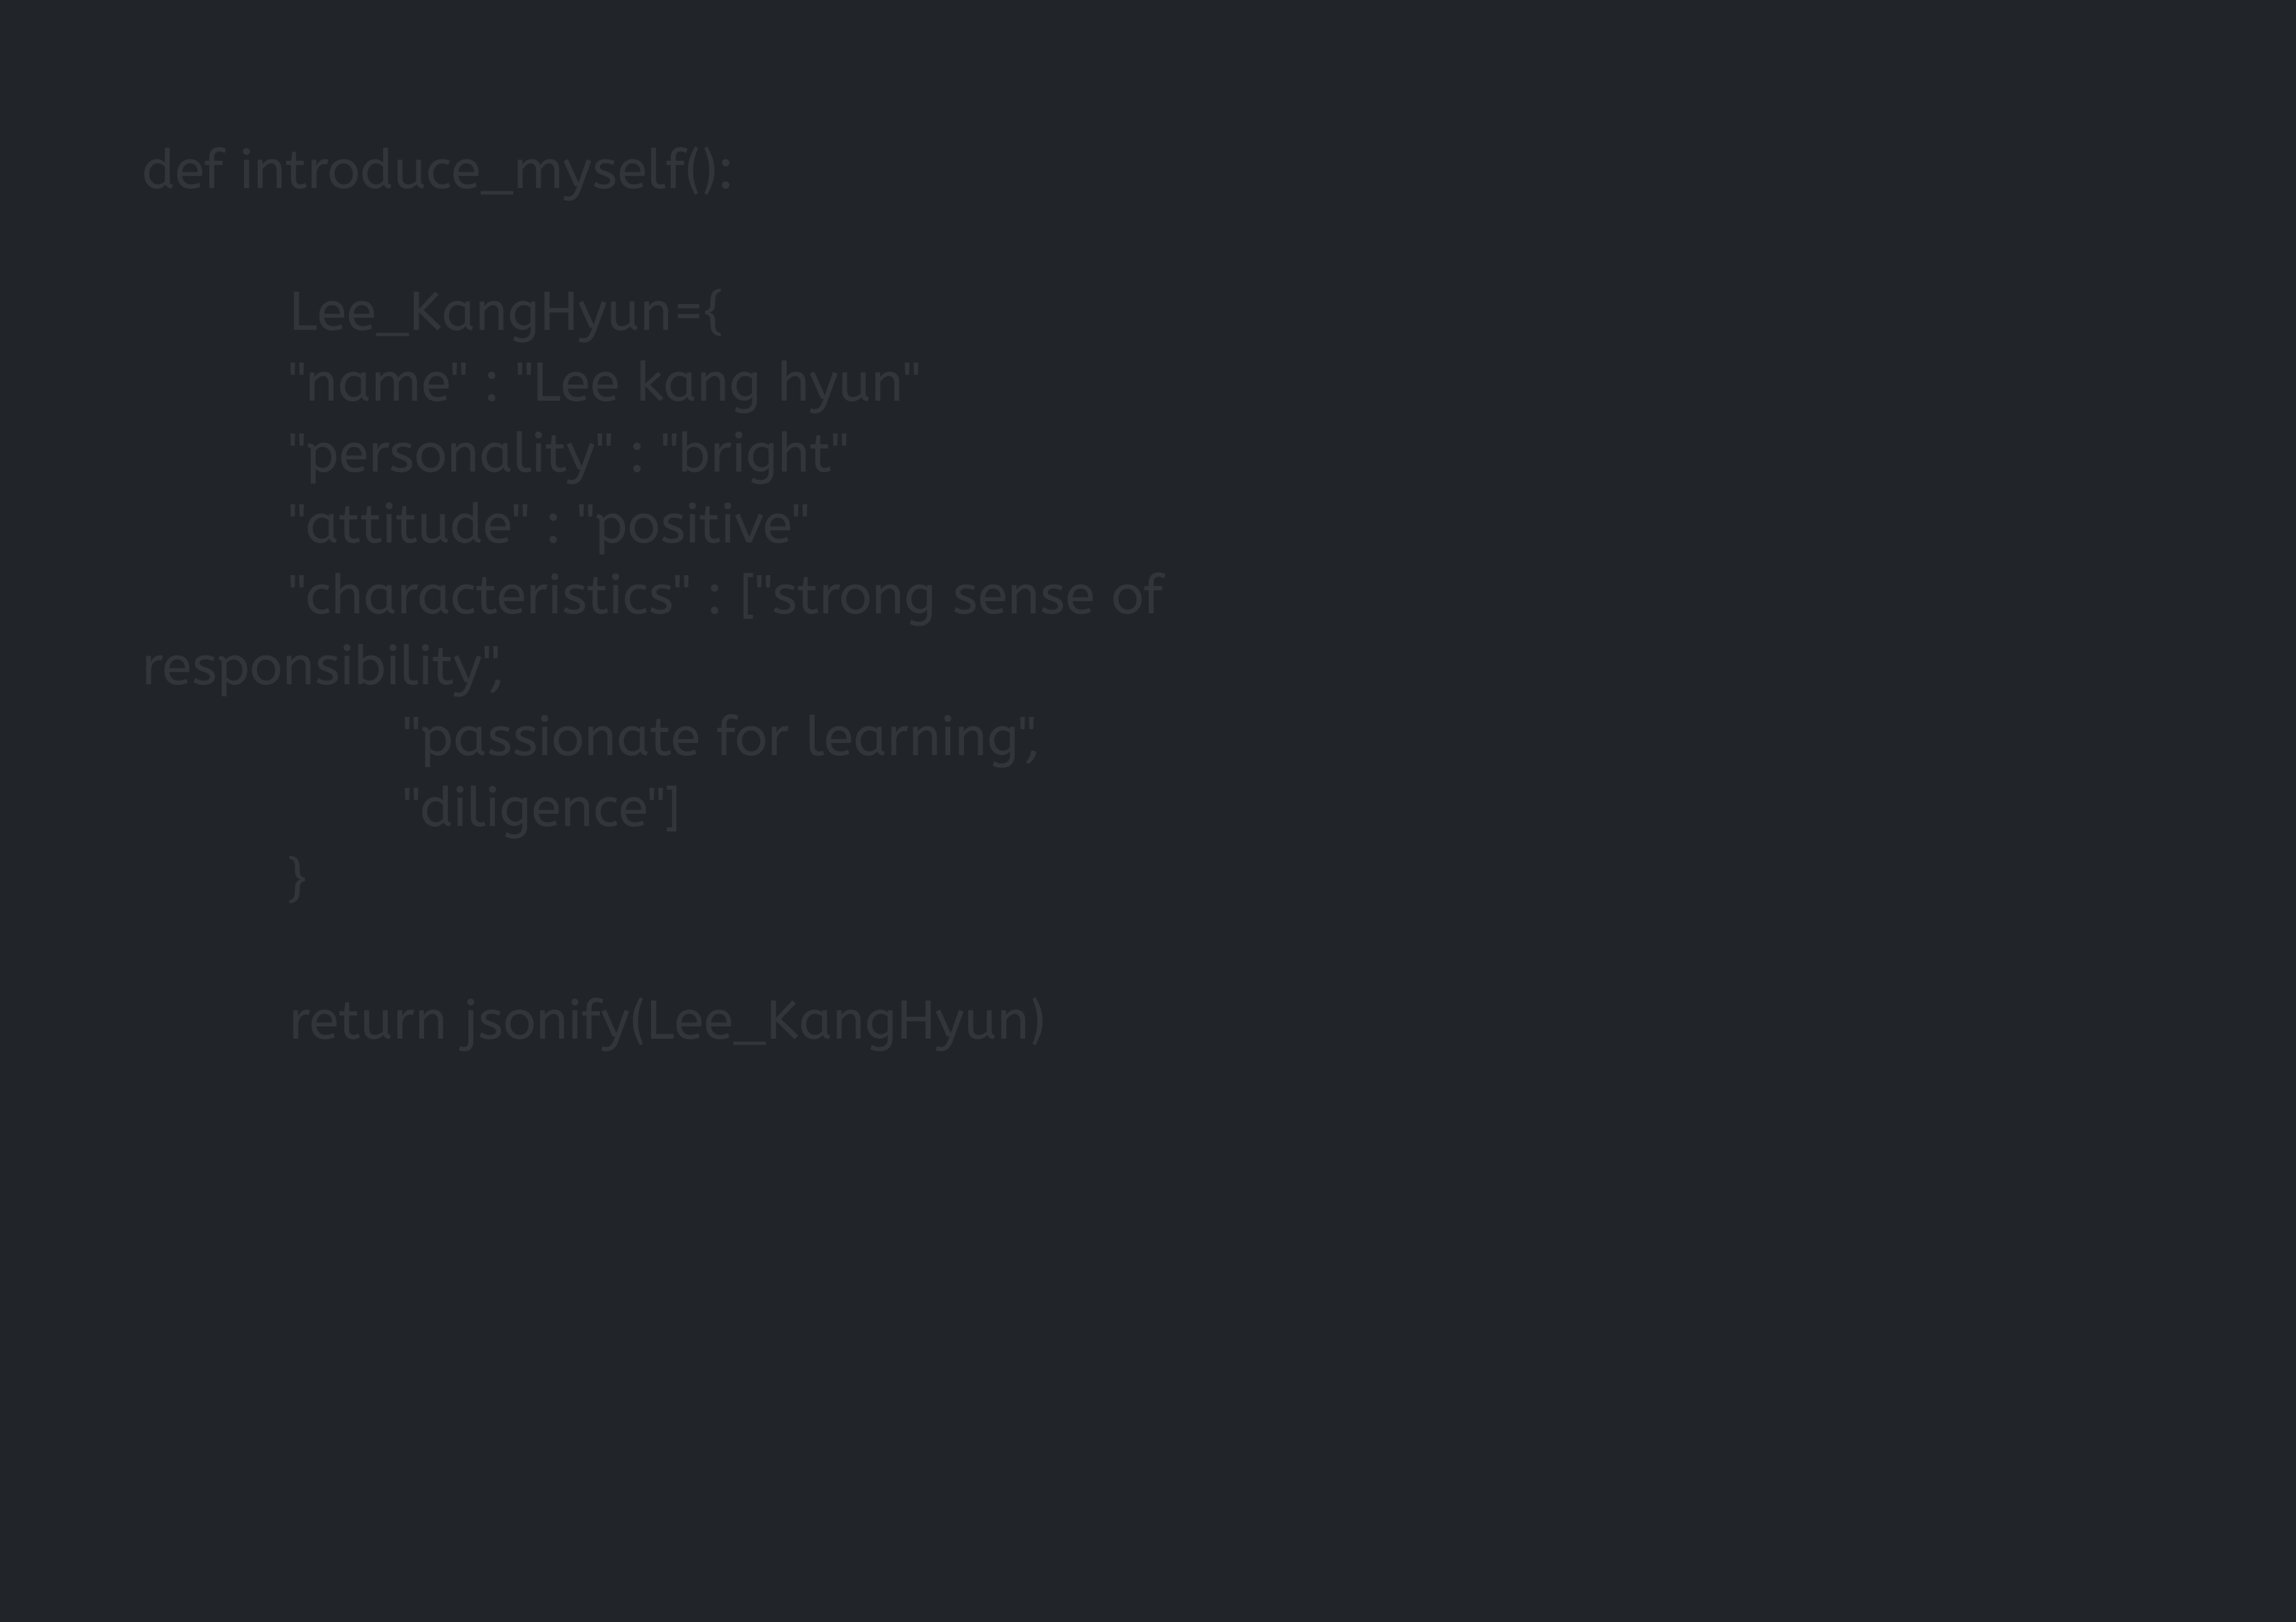 def introduce_myself():
Lee_KangHyun={
"name" : "Lee kang hyun"
"personality" : "bright"
"attitude" : "positive"
"characteristics" : ["strong sense of
responsibility",
"passionate for learning",
"diligence"]
}
return jsonify(Lee_KangHyun)